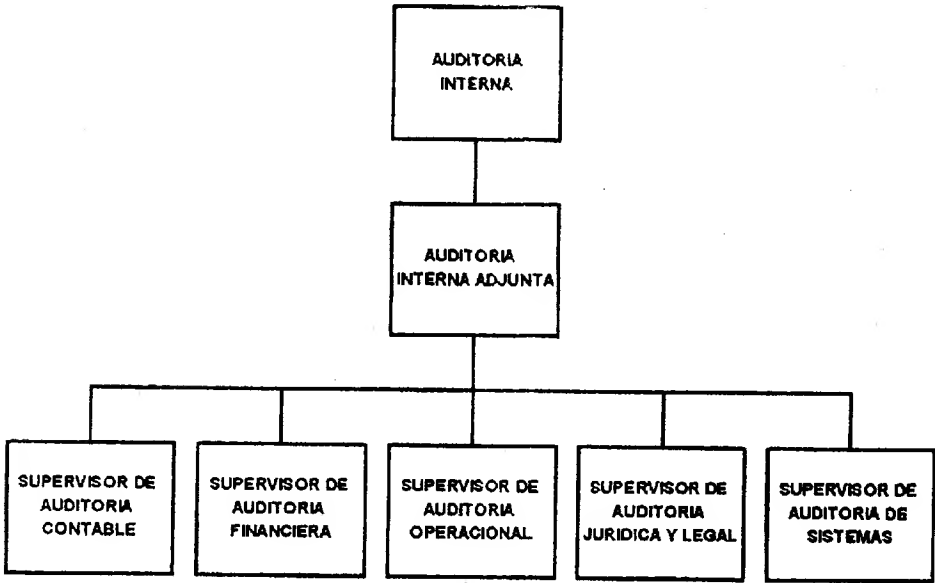 AUDITORIA
INTERNA
AUDITORIA
INTERNA ADJUNTA
SUPERVISOR DE
AUDITORIA
CONTABLE
SUPERVISOR DE
AUDITORIA
FINANCIERA
SUPERVISOR DE
AUDITORIA
OPERACIONAL
SUPERVISOR DE
AUDITORIA
JURIDICA Y LEGAL
SUPERVISOR DE
AUDITORIA DE
SISTEMAS